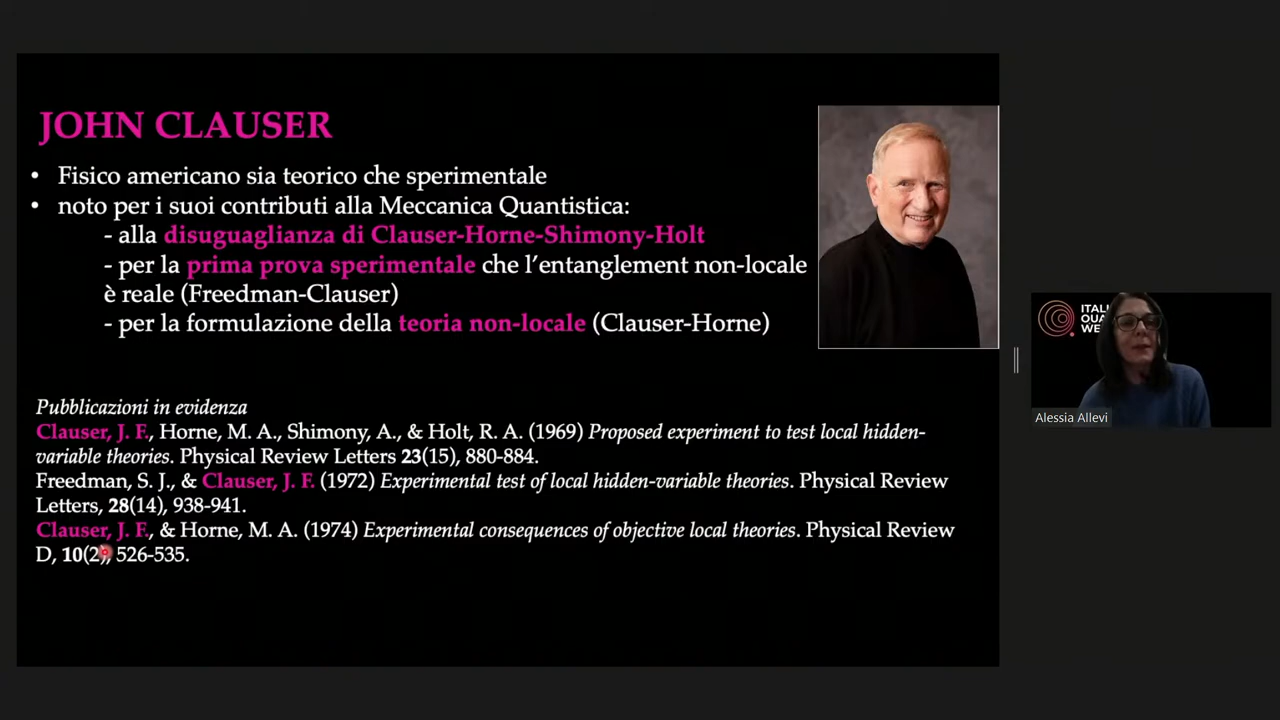 JOHN CLAUSER
• Fisico americano sia teorico che sperimentale
• noto per i suoi contributi alla Meccanica Quantistica:
- alla disuguaglianza di Clauser-Horne-Shimony-Holt
- per la prima prova sperimentale che l’entanglement non-locale
è reale (Freedman-Clauser)
- per la formulazione della teoria non-locale (Clauser-Horne)
Pubblicazioni in evidenza
Clauser, J. F., Horne, M. A., Shimony, A., & Holt, R. A. (1969) Proposed experiment to test local hidden-
variable theories. Physical Review Letters 23(15), 880-884.
Freedman, S. J., & Clauser, J. F. (1972) Experimental test of local hidden-variable theories. Physical Review
Letters, 28(14), 938-941.
Clauser, J. F., & Horne, M. A. (1974) Experimental consequences of objective local theories. Physical Review
D, 10(2), 526-535.
ITAL
QUA
WE
Alessia Allevi